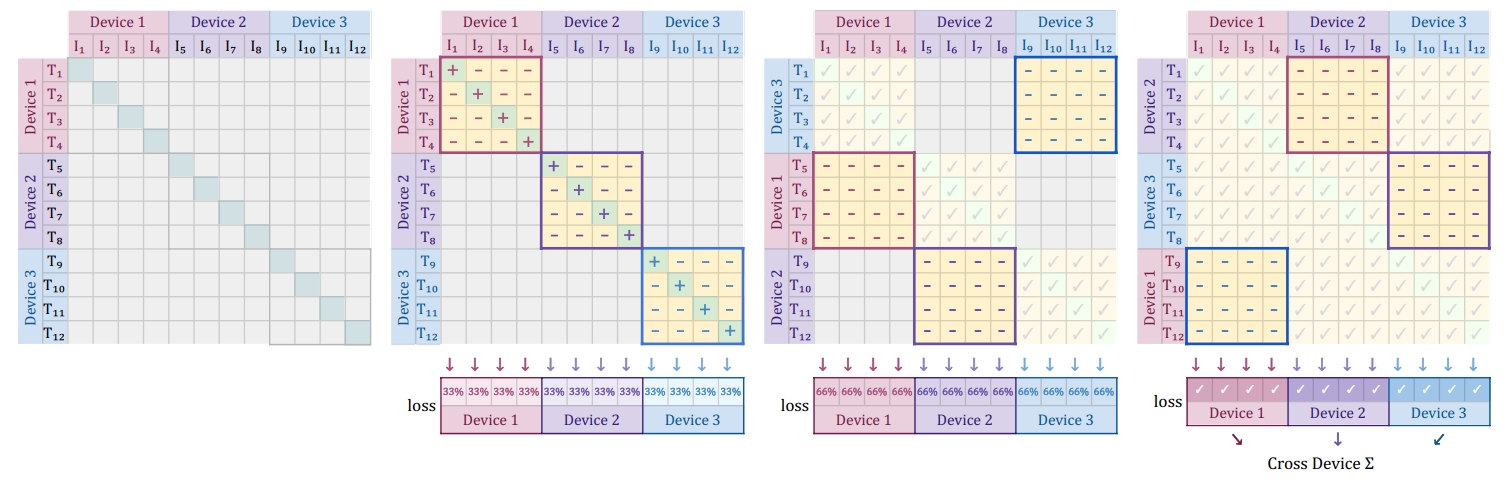 Device 1 Device 2 Device 3
I₁ I₂ I₃ I₄ I₅ I₆ I₇ I₈ I₉ I₁₀ I₁₁ I₁₂
Device 1
T₁
T₂
T₃
T₄
Device 2
T₅
T₆
T₇
T₈
Device 3
T₉
T₁₀
T₁₁
T₁₂
Device 1 Device 2 Device 3
I₁ I₂ I₃ I₄ I₅ I₆ I₇ I₈ I₉ I₁₀ I₁₁ I₁₂
Device 1
T₁ + − − −
T₂ − + − −
T₃ − − + −
T₄ − − − +
Device 2
T₅ + − − −
T₆ − + − −
T₇ − − + −
T₈ − − − +
Device 3
T₉ + − − −
T₁₀ − + − −
T₁₁ − − + −
T₁₂ − − − +
↓ ↓ ↓ ↓ ↓ ↓ ↓ ↓ ↓ ↓ ↓ ↓
loss
33% 33% 33% 33% 33% 33% 33% 33% 33% 33% 33% 33%
Device 1 Device 2 Device 3
Device 1 Device 2 Device 3
I₁ I₂ I₃ I₄ I₅ I₆ I₇ I₈ I₉ I₁₀ I₁₁ I₁₂
Device 3
T₁ ✓ ✓ ✓ ✓ − − − −
T₂ ✓ ✓ ✓ ✓ − − − −
T₃ ✓ ✓ ✓ ✓ − − − −
T₄ ✓ ✓ ✓ ✓ − − − −
Device 1
T₅ − − − − ✓ ✓ ✓ ✓
T₆ − − − − ✓ ✓ ✓ ✓
T₇ − − − − ✓ ✓ ✓ ✓
T₈ − − − − ✓ ✓ ✓ ✓
Device 2
T₉ − − − − ✓ ✓ ✓ ✓
T₁₀ − − − − ✓ ✓ ✓ ✓
T₁₁ − − − − ✓ ✓ ✓ ✓
T₁₂ − − − − ✓ ✓ ✓ ✓
↓ ↓ ↓ ↓ ↓ ↓ ↓ ↓ ↓ ↓ ↓ ↓
loss
66% 66% 66% 66% 66% 66% 66% 66% 66% 66% 66% 66%
Device 1 Device 2 Device 3
Device 1 Device 2 Device 3
I₁ I₂ I₃ I₄ I₅ I₆ I₇ I₈ I₉ I₁₀ I₁₁ I₁₂
Device 2
T₁ ✓ ✓ ✓ ✓ − − − − ✓ ✓ ✓ ✓
T₂ ✓ ✓ ✓ ✓ − − − − ✓ ✓ ✓ ✓
T₃ ✓ ✓ ✓ ✓ − − − − ✓ ✓ ✓ ✓
T₄ ✓ ✓ ✓ ✓ − − − − ✓ ✓ ✓ ✓
Device 3
T₅ ✓ ✓ ✓ ✓ ✓ ✓ ✓ ✓ − − − −
T₆ ✓ ✓ ✓ ✓ ✓ ✓ ✓ ✓ − − − −
T₇ ✓ ✓ ✓ ✓ ✓ ✓ ✓ ✓ − − − −
T₈ ✓ ✓ ✓ ✓ ✓ ✓ ✓ ✓ − − − −
Device 1
T₉ − − − − ✓ ✓ ✓ ✓ ✓ ✓ ✓ ✓
T₁₀ − − − − ✓ ✓ ✓ ✓ ✓ ✓ ✓ ✓
T₁₁ − − − − ✓ ✓ ✓ ✓ ✓ ✓ ✓ ✓
T₁₂ − − − − ✓ ✓ ✓ ✓ ✓ ✓ ✓ ✓
↓ ↓ ↓ ↓ ↓ ↓ ↓ ↓ ↓ ↓ ↓ ↓
loss
✓ ✓ ✓ ✓ ✓ ✓ ✓ ✓ ✓ ✓ ✓ ✓
Device 1 Device 2 Device 3
↘ ↓ ↙
Cross Device Σ